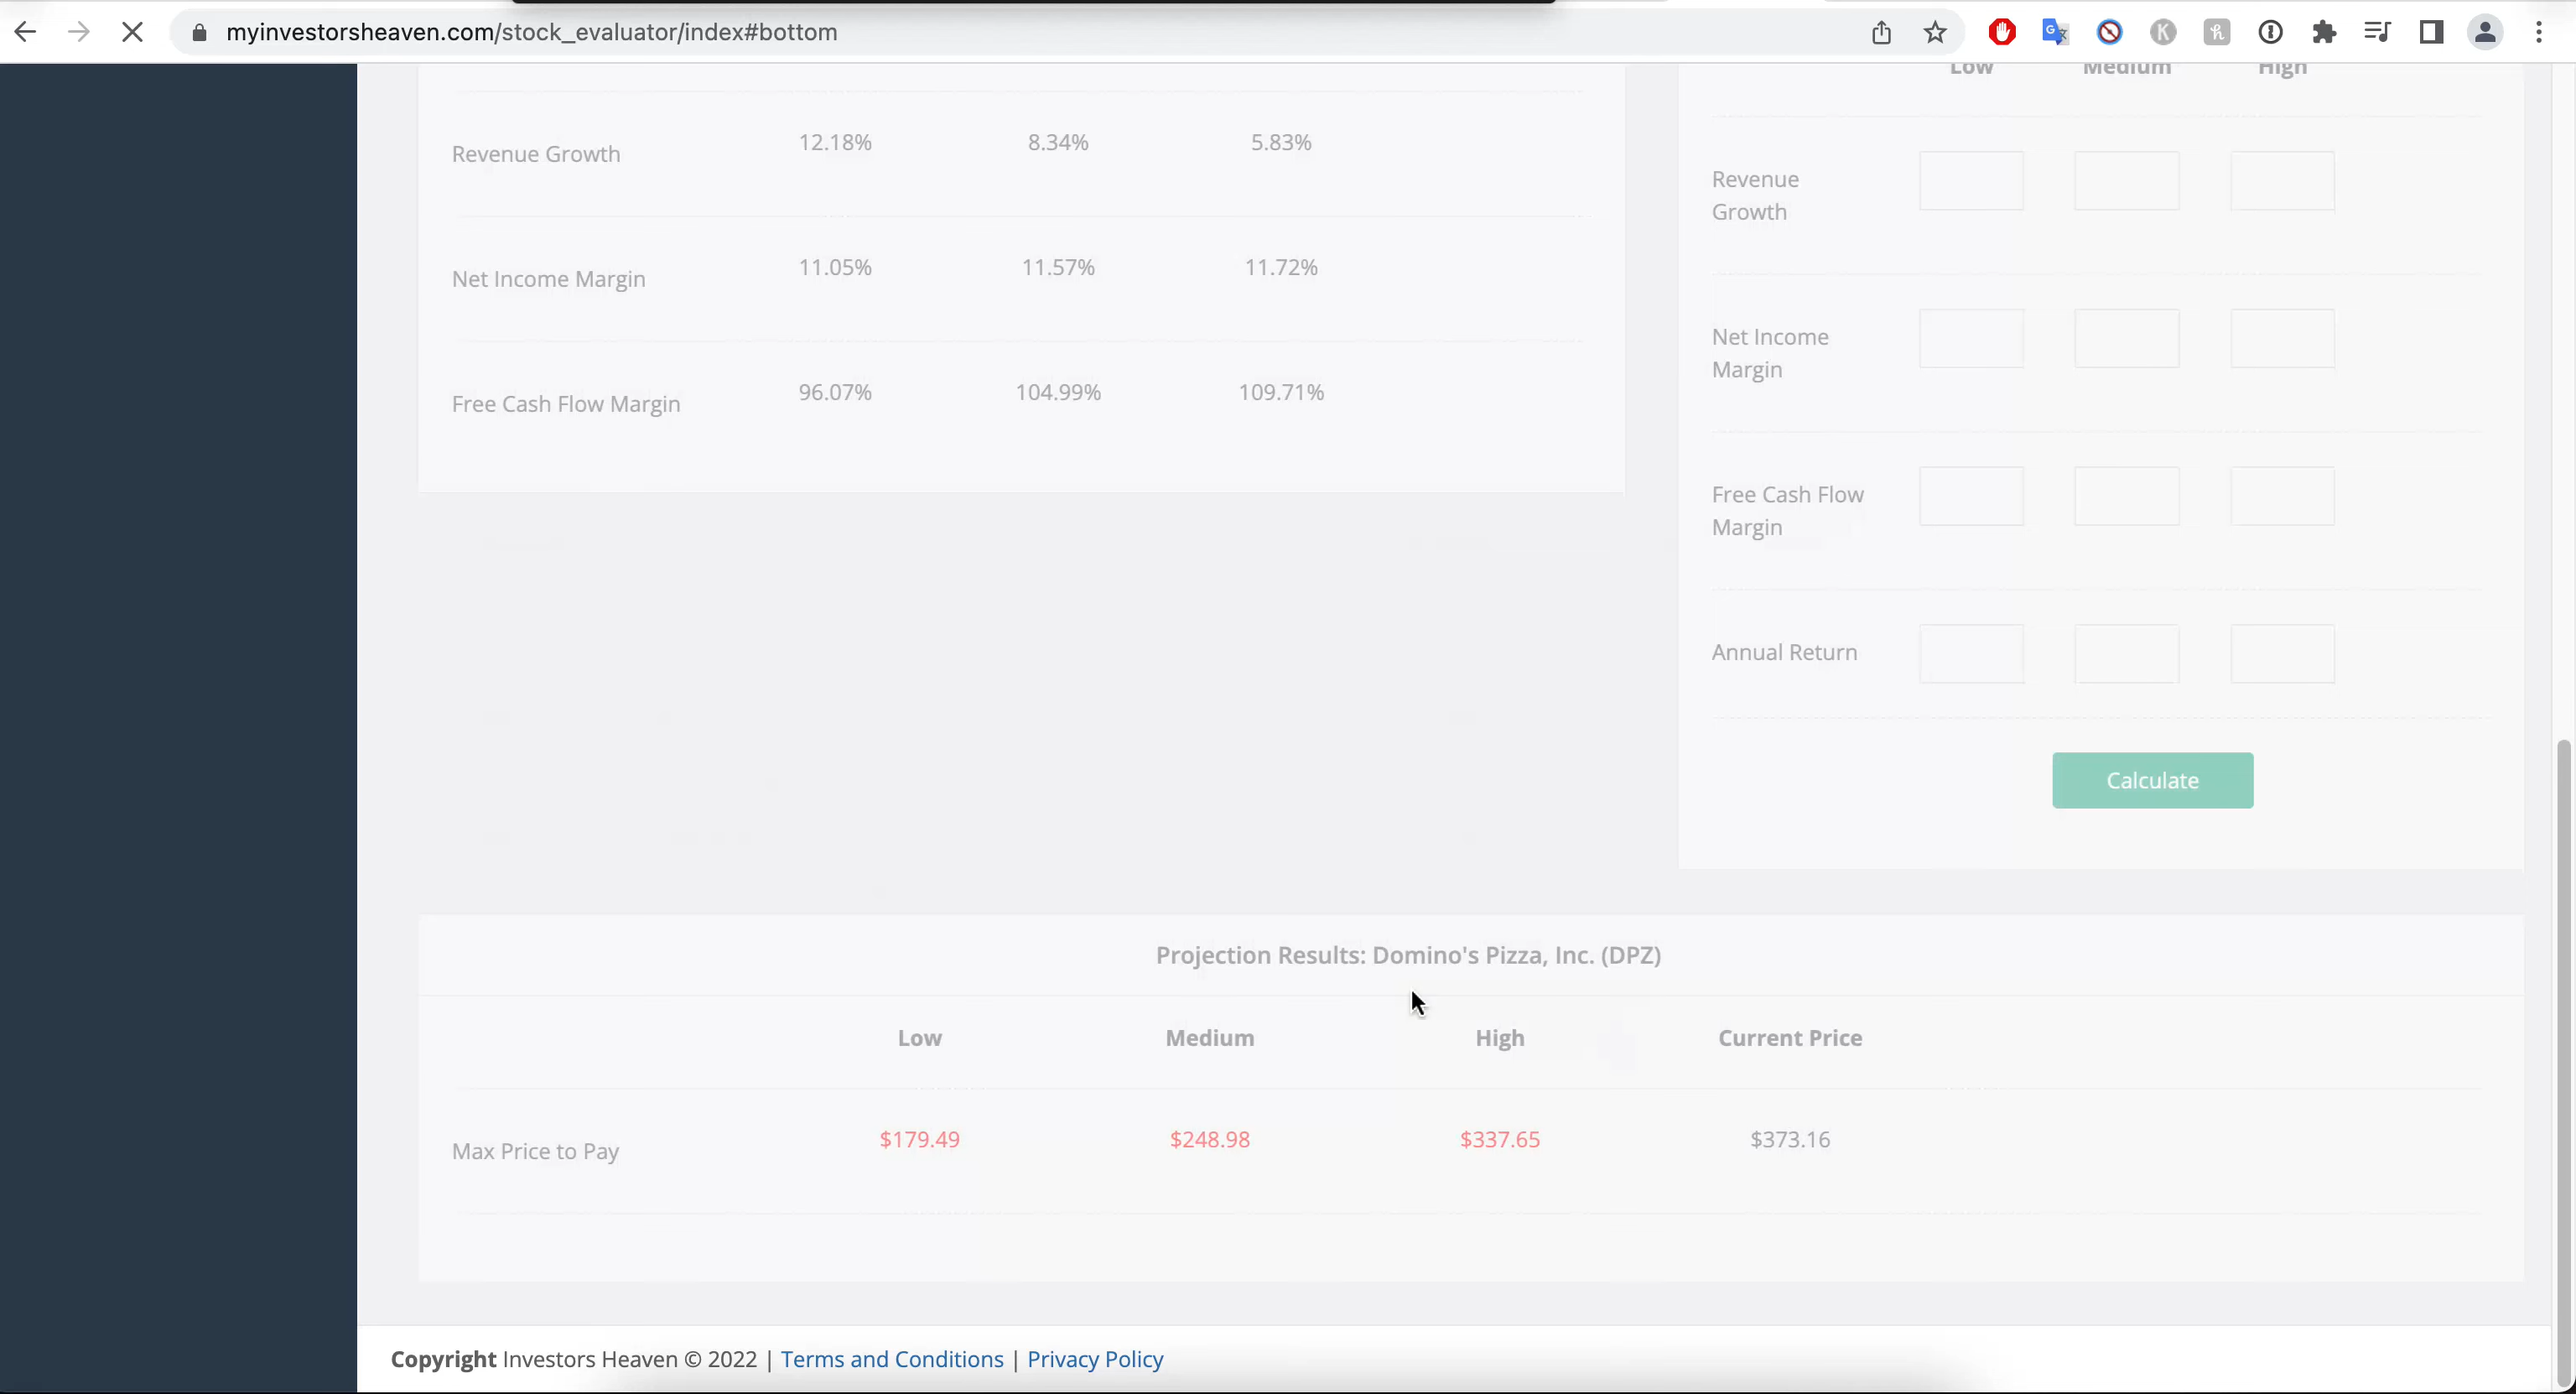 myinvestorsheaven.com/stock_evaluator/index#bottom
Low Medium High
Revenue Growth 12.18% 8.34% 5.83%
Net Income Margin 11.05% 11.57% 11.72%
Free Cash Flow Margin 96.07% 104.99% 109.71%
Revenue
Growth
Net Income
Margin
Free Cash Flow
Margin
Annual Return
Calculate
Projection Results: Domino's Pizza, Inc. (DPZ)
Low Medium High Current Price
Max Price to Pay $179.49 $248.98 $337.65 $373.16
Copyright Investors Heaven © 2022 | Terms and Conditions | Privacy Policy